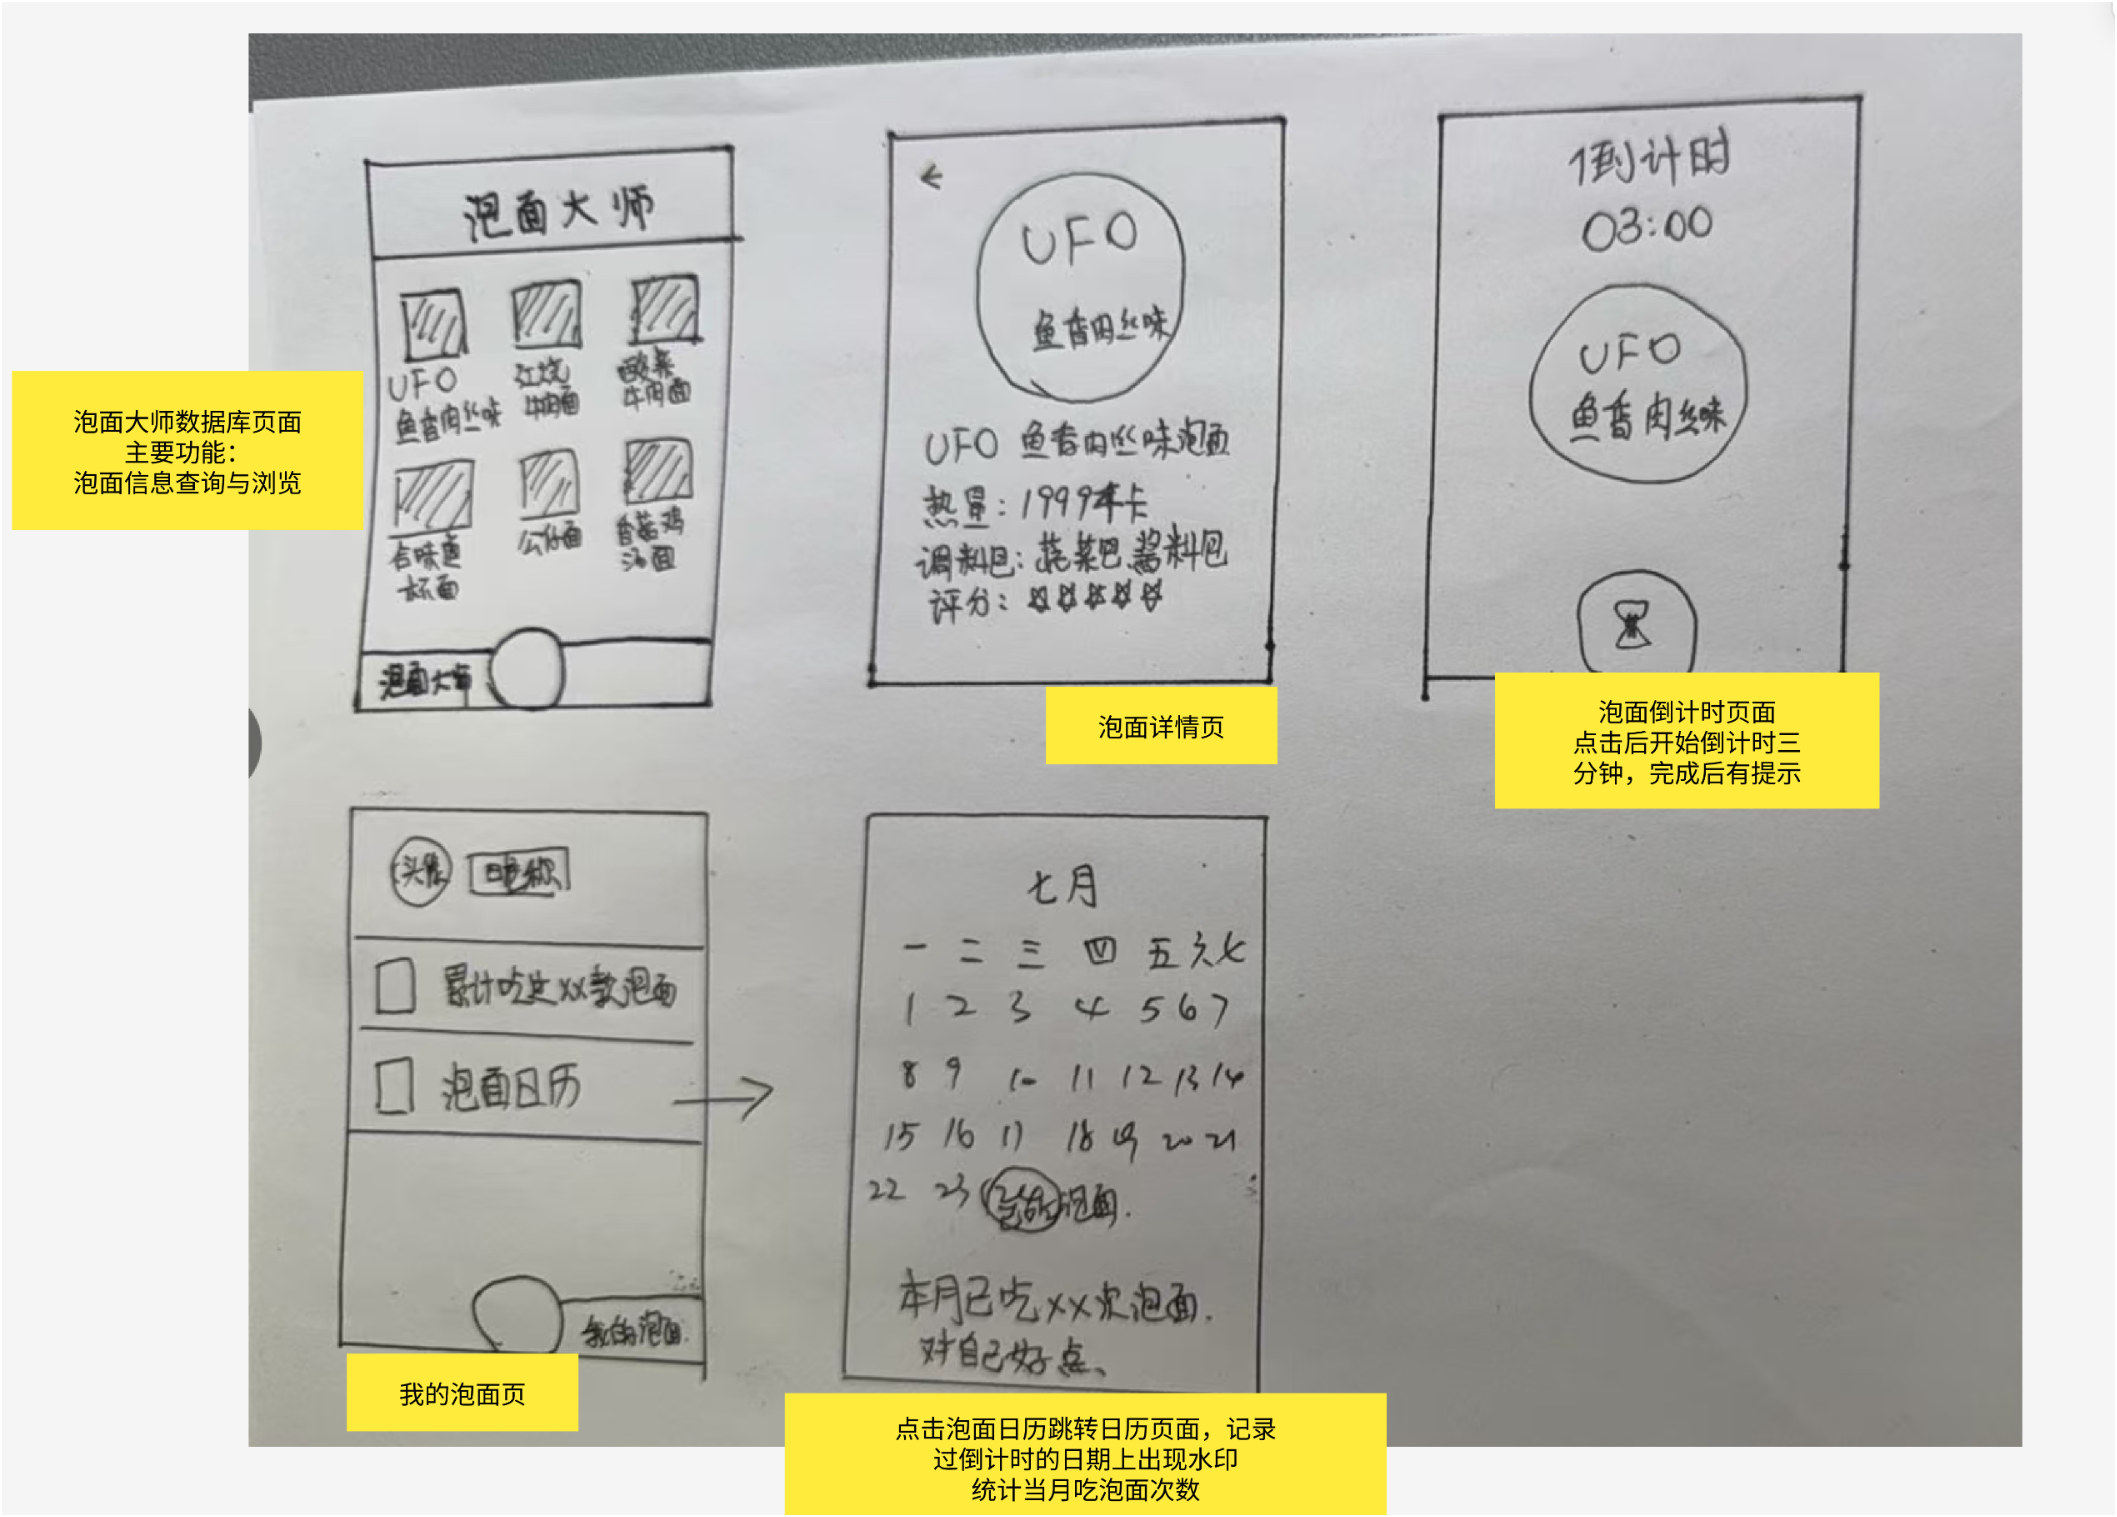 泡面大师
UFO
鱼香肉丝味
红烧
牛肉面
酸菜
牛肉面
合味道
杯面
公仔面
香菇鸡
汤面
泡面大师
泡面大师数据库页面
主要功能：
泡面信息查询与浏览
←
UFO
鱼香肉丝味
UFO 鱼香肉丝味泡面
热量：1999千卡
调料包：蔬菜包 酱料包
评分：☆☆☆☆☆
泡面详情页
倒计时
03:00
UFO
鱼香肉丝味
泡面倒计时页面
点击后开始倒计时三
分钟，完成后有提示
头像
昵称
累计吃过xx款泡面
泡面日历
我的泡面
我的泡面页
七月
一 二 三 四 五 六 七
1 2 3 4 5 6 7
8 9 10 11 12 13 14
15 16 17 18 19 20 21
22 23 24 泡面.
本月已吃xx次泡面.
对自己好点、
点击泡面日历跳转日历页面，记录
过倒计时的日期上出现水印
统计当月吃泡面次数